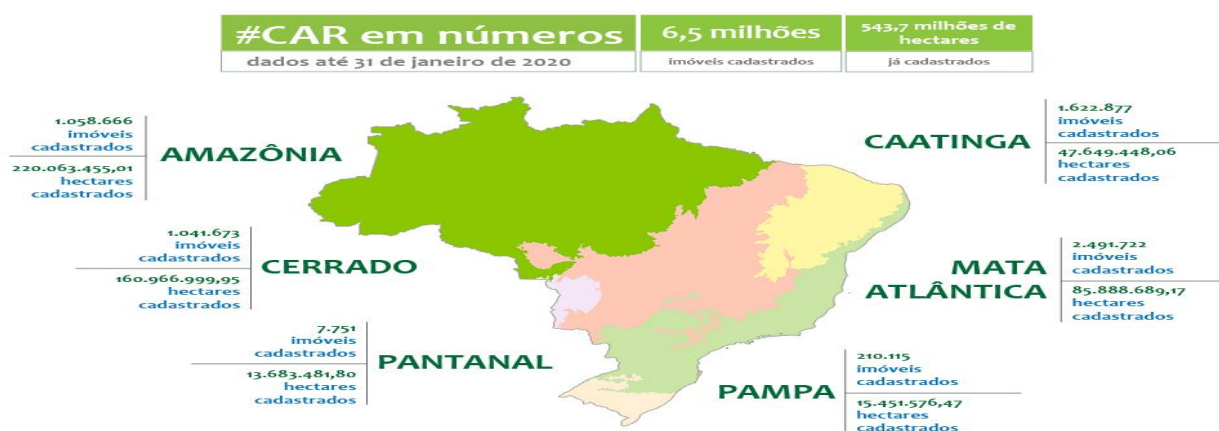 #CAR em números
dados até 31 de janeiro de 2020
6,5 milhões
imóveis cadastrados
543,7 milhões de
hectares
já cadastrados
1.058.666
imóveis
cadastrados
220.063.455,01
hectares
cadastrados
AMAZÔNIA
CAATINGA
1.622.877
imóveis
cadastrados
47.649.448,06
hectares
cadastrados
1.041.673
imóveis
cadastrados
160.966.999,95
hectares
cadastrados
CERRADO
MATA
ATLÂNTICA
2.491.722
imóveis
cadastrados
85.888.689,17
hectares
cadastrados
7.751
imóveis
cadastrados
13.683.481,80
hectares
cadastrados
PANTANAL
PAMPA
210.115
imóveis
cadastrados
15.451.576,47
hectares
cadastrados